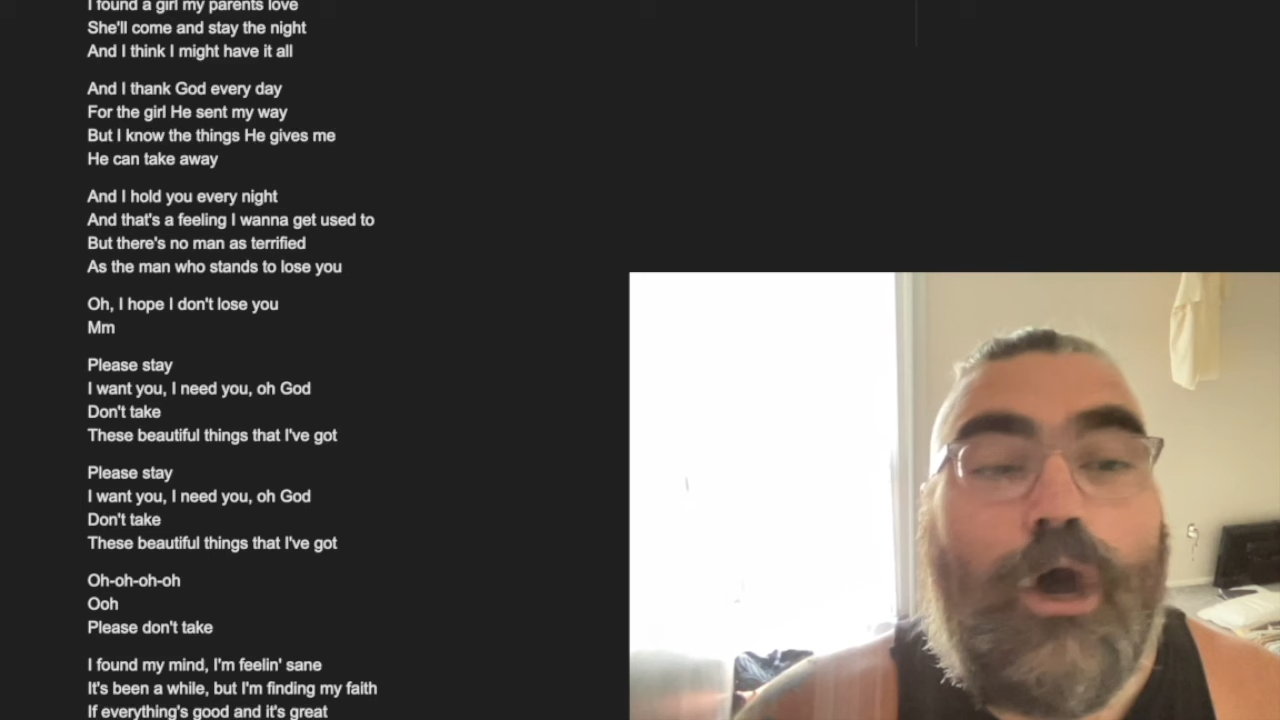 I found a girl my parents love
She'll come and stay the night
And I think I might have it all
And I thank God every day
For the girl He sent my way
But I know the things He gives me
He can take away
And I hold you every night
And that's a feeling I wanna get used to
But there's no man as terrified
As the man who stands to lose you
Oh, I hope I don't lose you
Mm
Please stay
I want you, I need you, oh God
Don't take
These beautiful things that I've got
Please stay
I want you, I need you, oh God
Don't take
These beautiful things that I've got
Oh-oh-oh-oh
Ooh
Please don't take
I found my mind, I'm feelin' sane
It's been a while, but I'm finding my faith
If everything's good and it's great